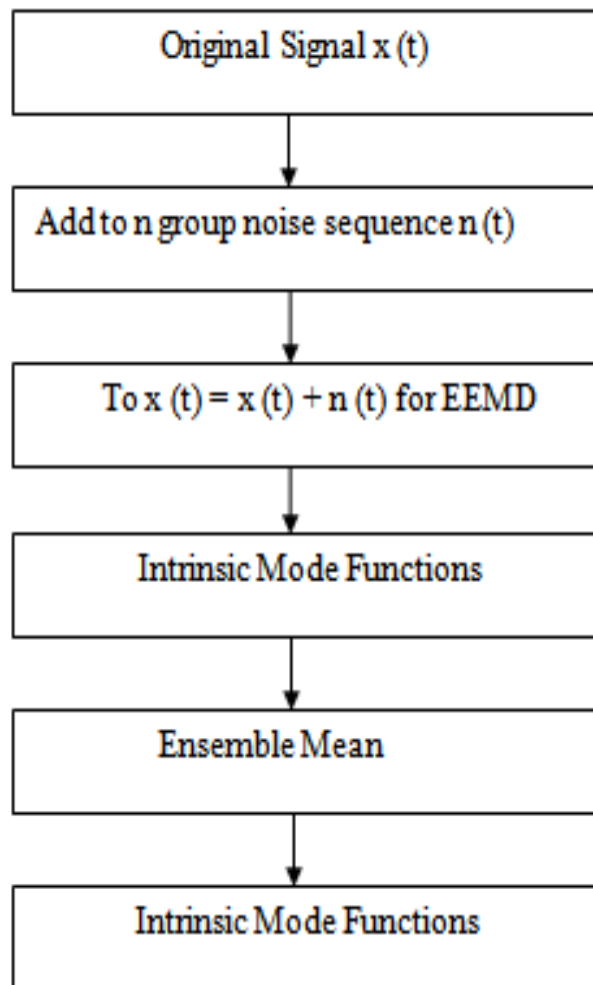 Original Signal x (t)
Add to n group noise sequence n (t)
To x (t) = x (t) + n (t) for EEMD
Intrinsic Mode Functions
Ensemble Mean
Intrinsic Mode Functions